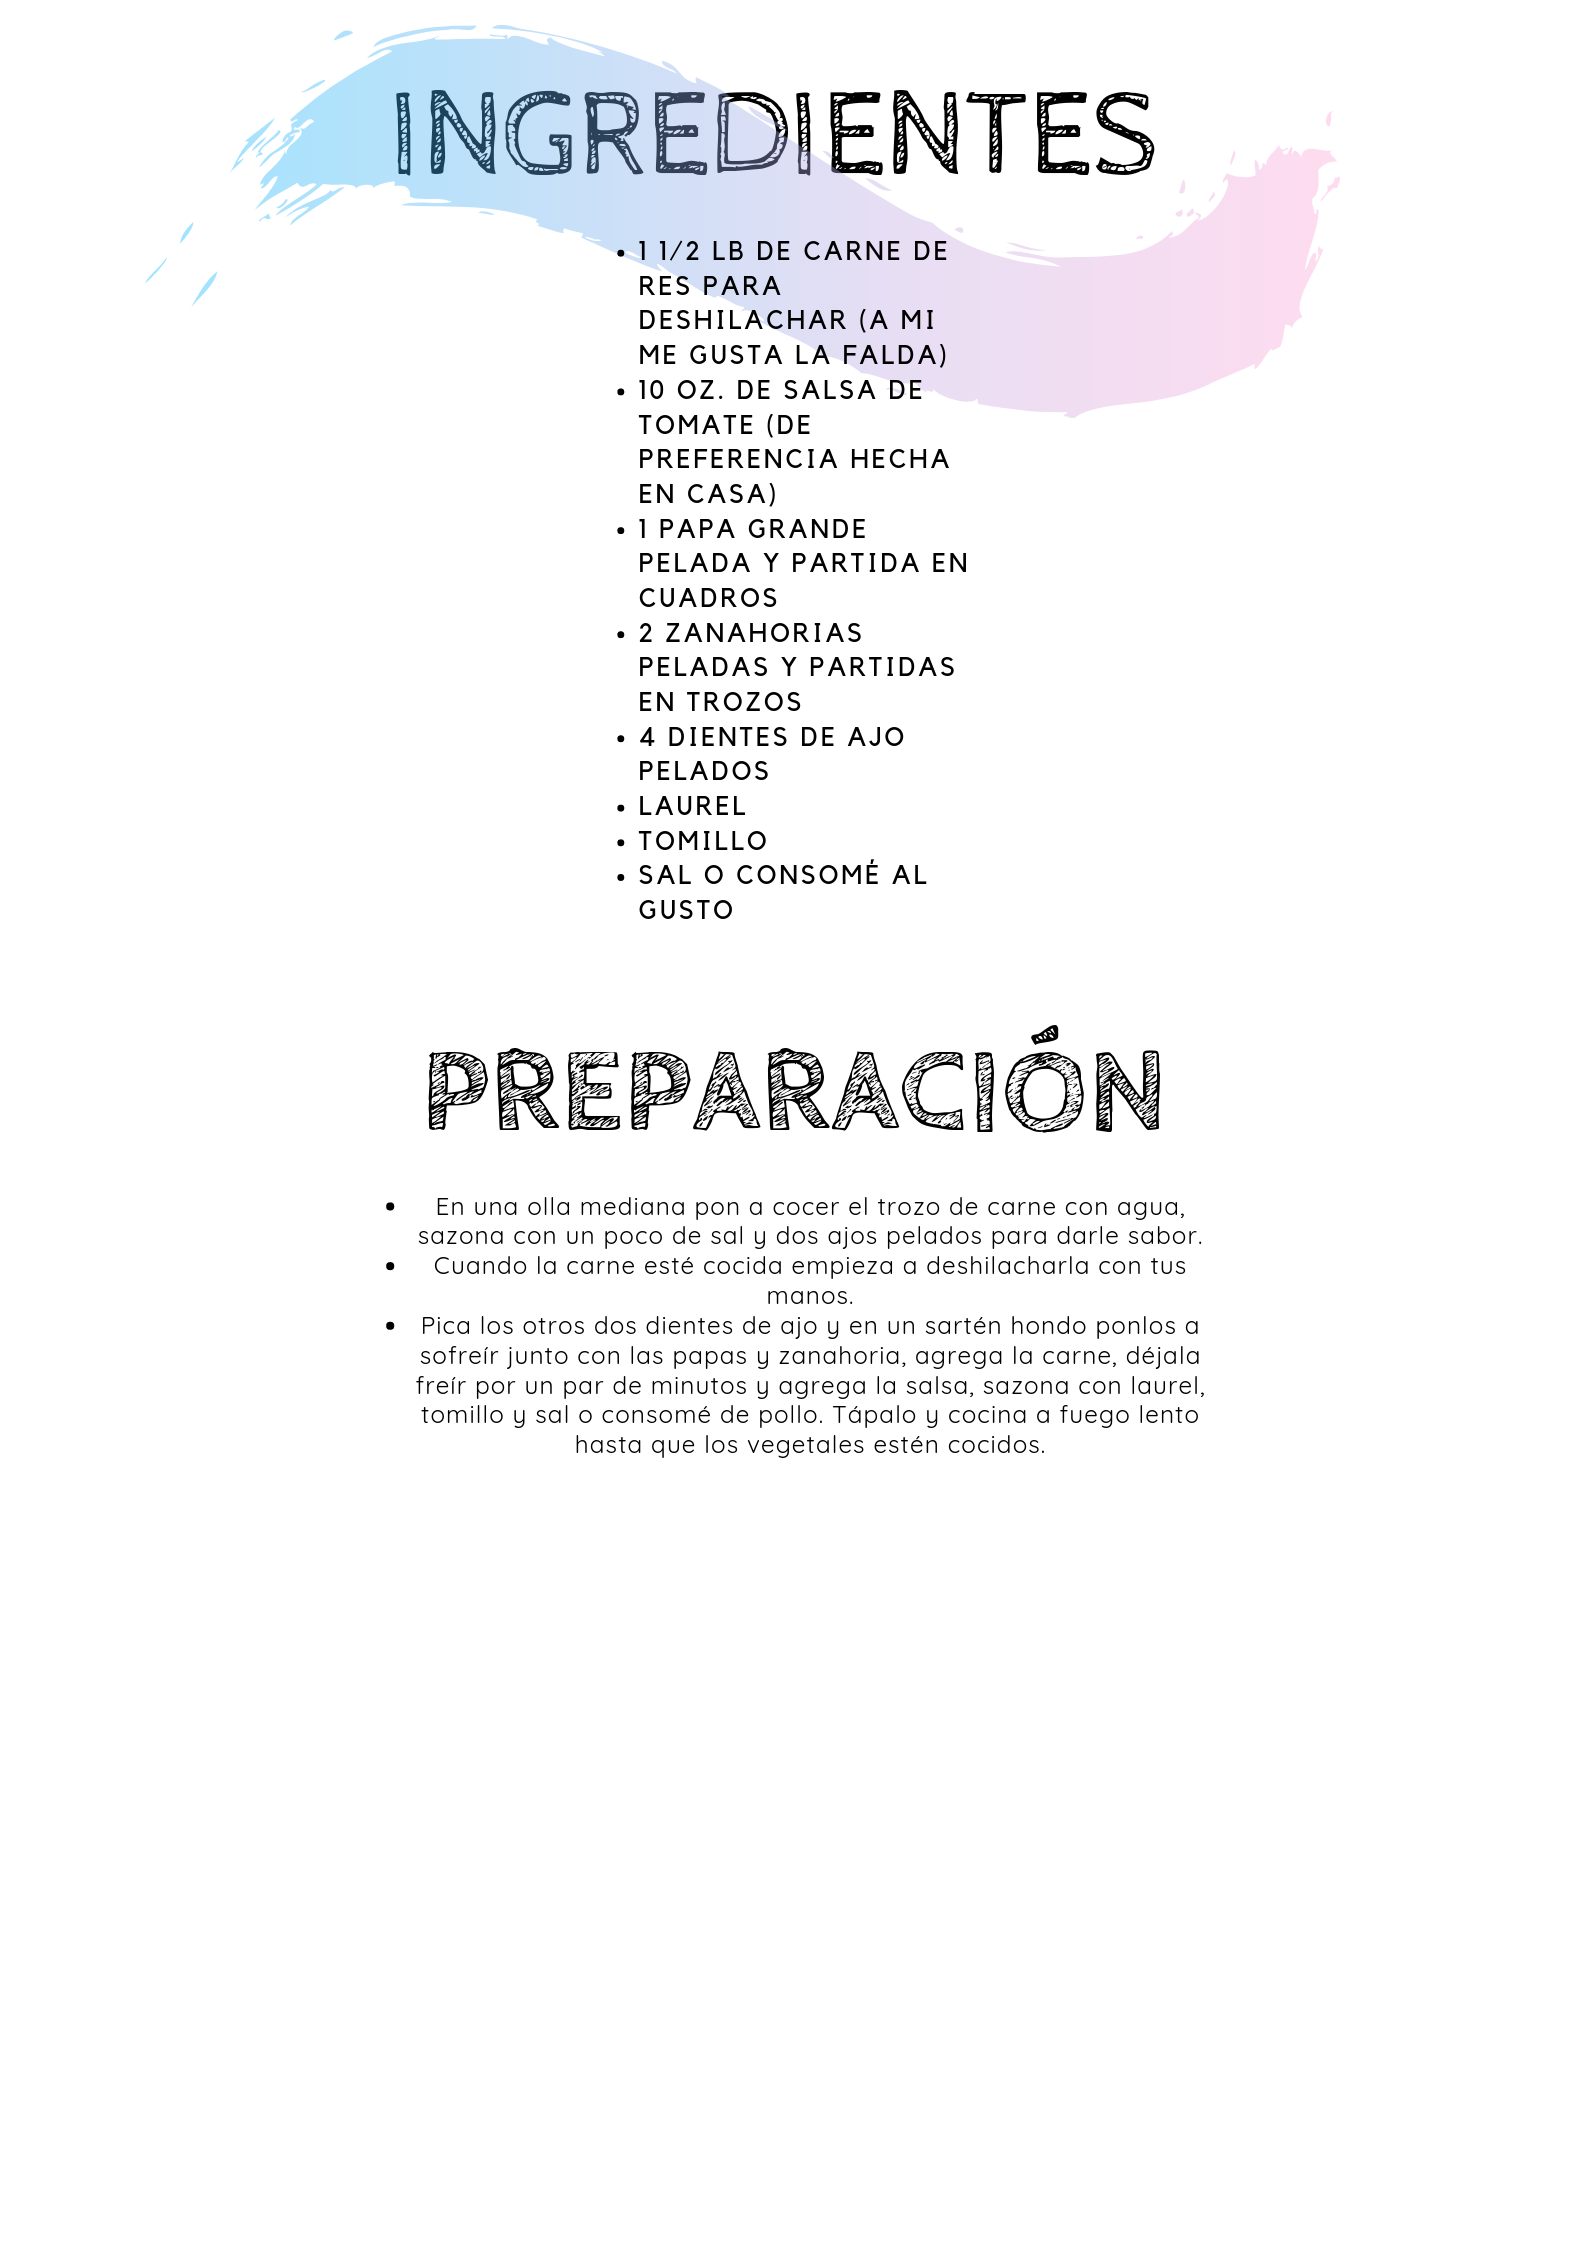 INGREDIENTES
• 1 1/2 LB DE CARNE DE
RES PARA
DESHILACHAR (A MI
ME GUSTA LA FALDA)
• 10 OZ. DE SALSA DE
TOMATE (DE
PREFERENCIA HECHA
EN CASA)
• 1 PAPA GRANDE
PELADA Y PARTIDA EN
CUADROS
• 2 ZANAHORIAS
PELADAS Y PARTIDAS
EN TROZOS
• 4 DIENTES DE AJO
PELADOS
• LAUREL
• TOMILLO
• SAL O CONSOMÉ AL
GUSTO
PREPARACIÓN
• En una olla mediana pon a cocer el trozo de carne con agua,
sazona con un poco de sal y dos ajos pelados para darle sabor.
• Cuando la carne esté cocida empieza a deshilacharla con tus
manos.
• Pica los otros dos dientes de ajo y en un sartén hondo ponlos a
sofreír junto con las papas y zanahoria, agrega la carne, déjala
freír por un par de minutos y agrega la salsa, sazona con laurel,
tomillo y sal o consomé de pollo. Tápalo y cocina a fuego lento
hasta que los vegetales estén cocidos.